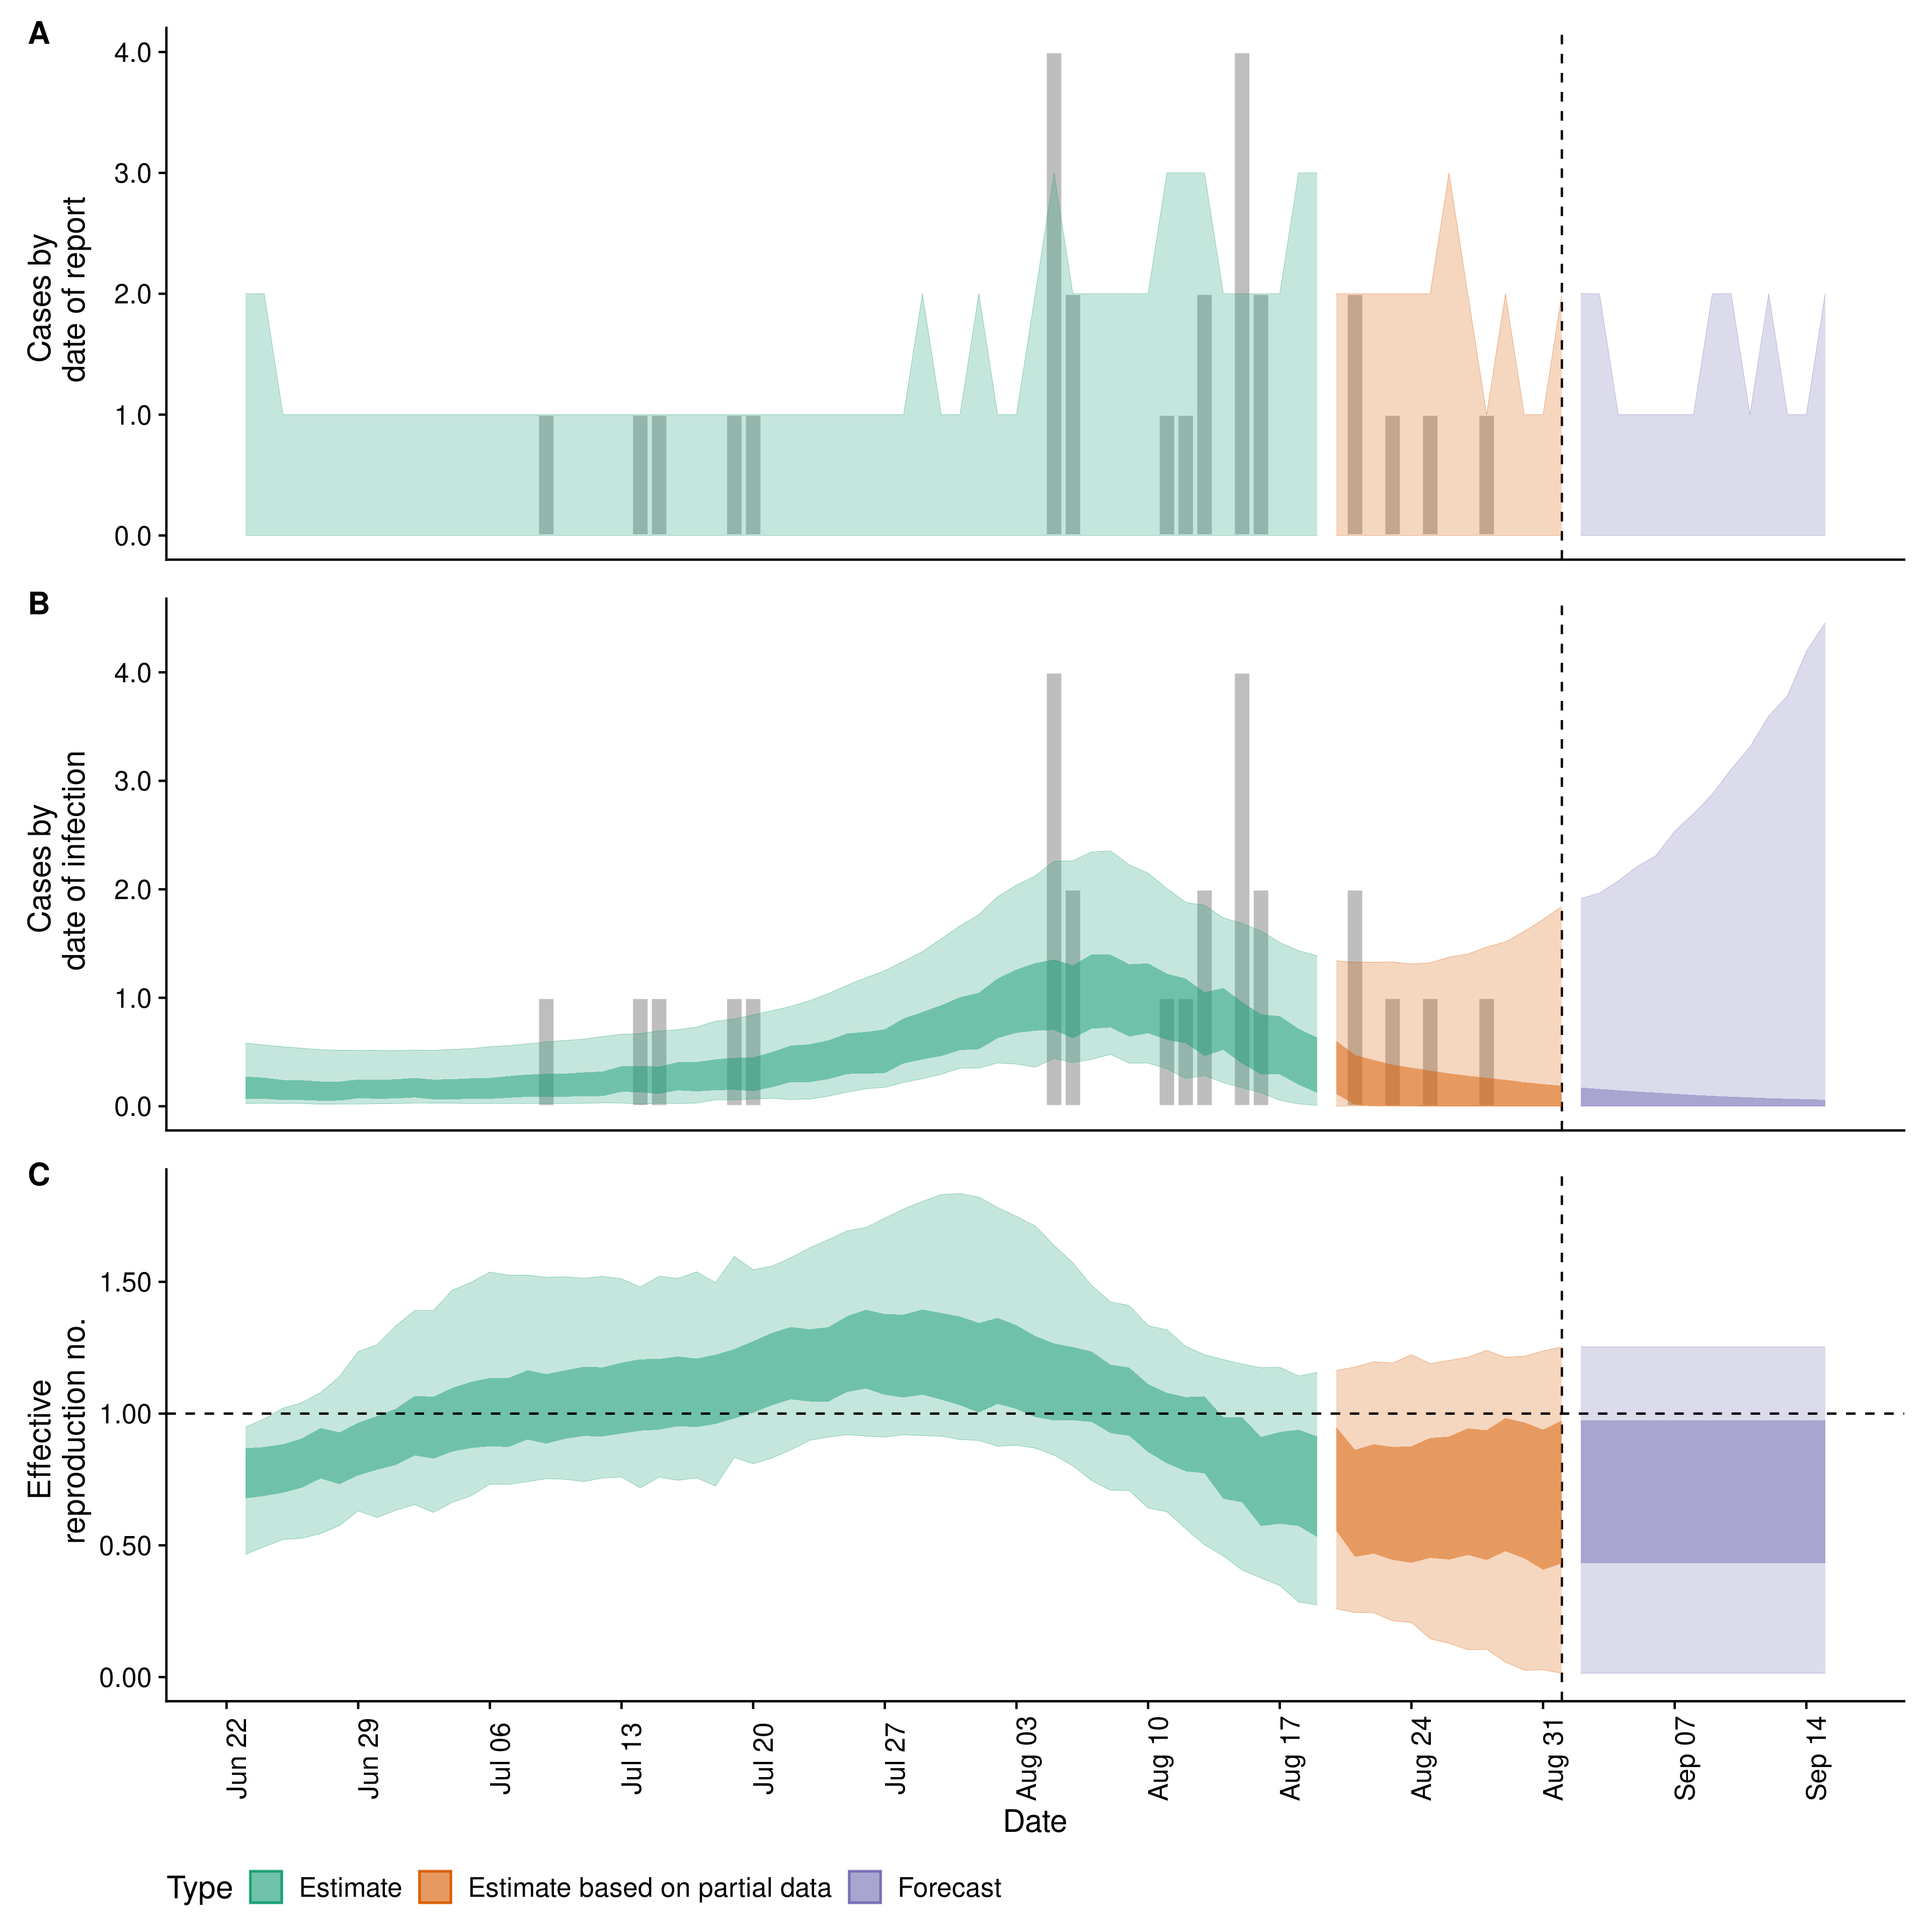 A
4.0
3.0
2.0
1.0
0.0
Cases by
date of report
B
4.0
3.0
2.0
1.0
0.0
Cases by
date of infection
C
1.50
1.00
0.50
0.00
Effective
reproduction no.
Jun 22
Jun 29
Jul 06
Jul 13
Jul 20
Jul 27
Aug 03
Aug 10
Aug 17
Aug 24
Aug 31
Sep 07
Sep 14
Date
Type Estimate Estimate based on partial data Forecast